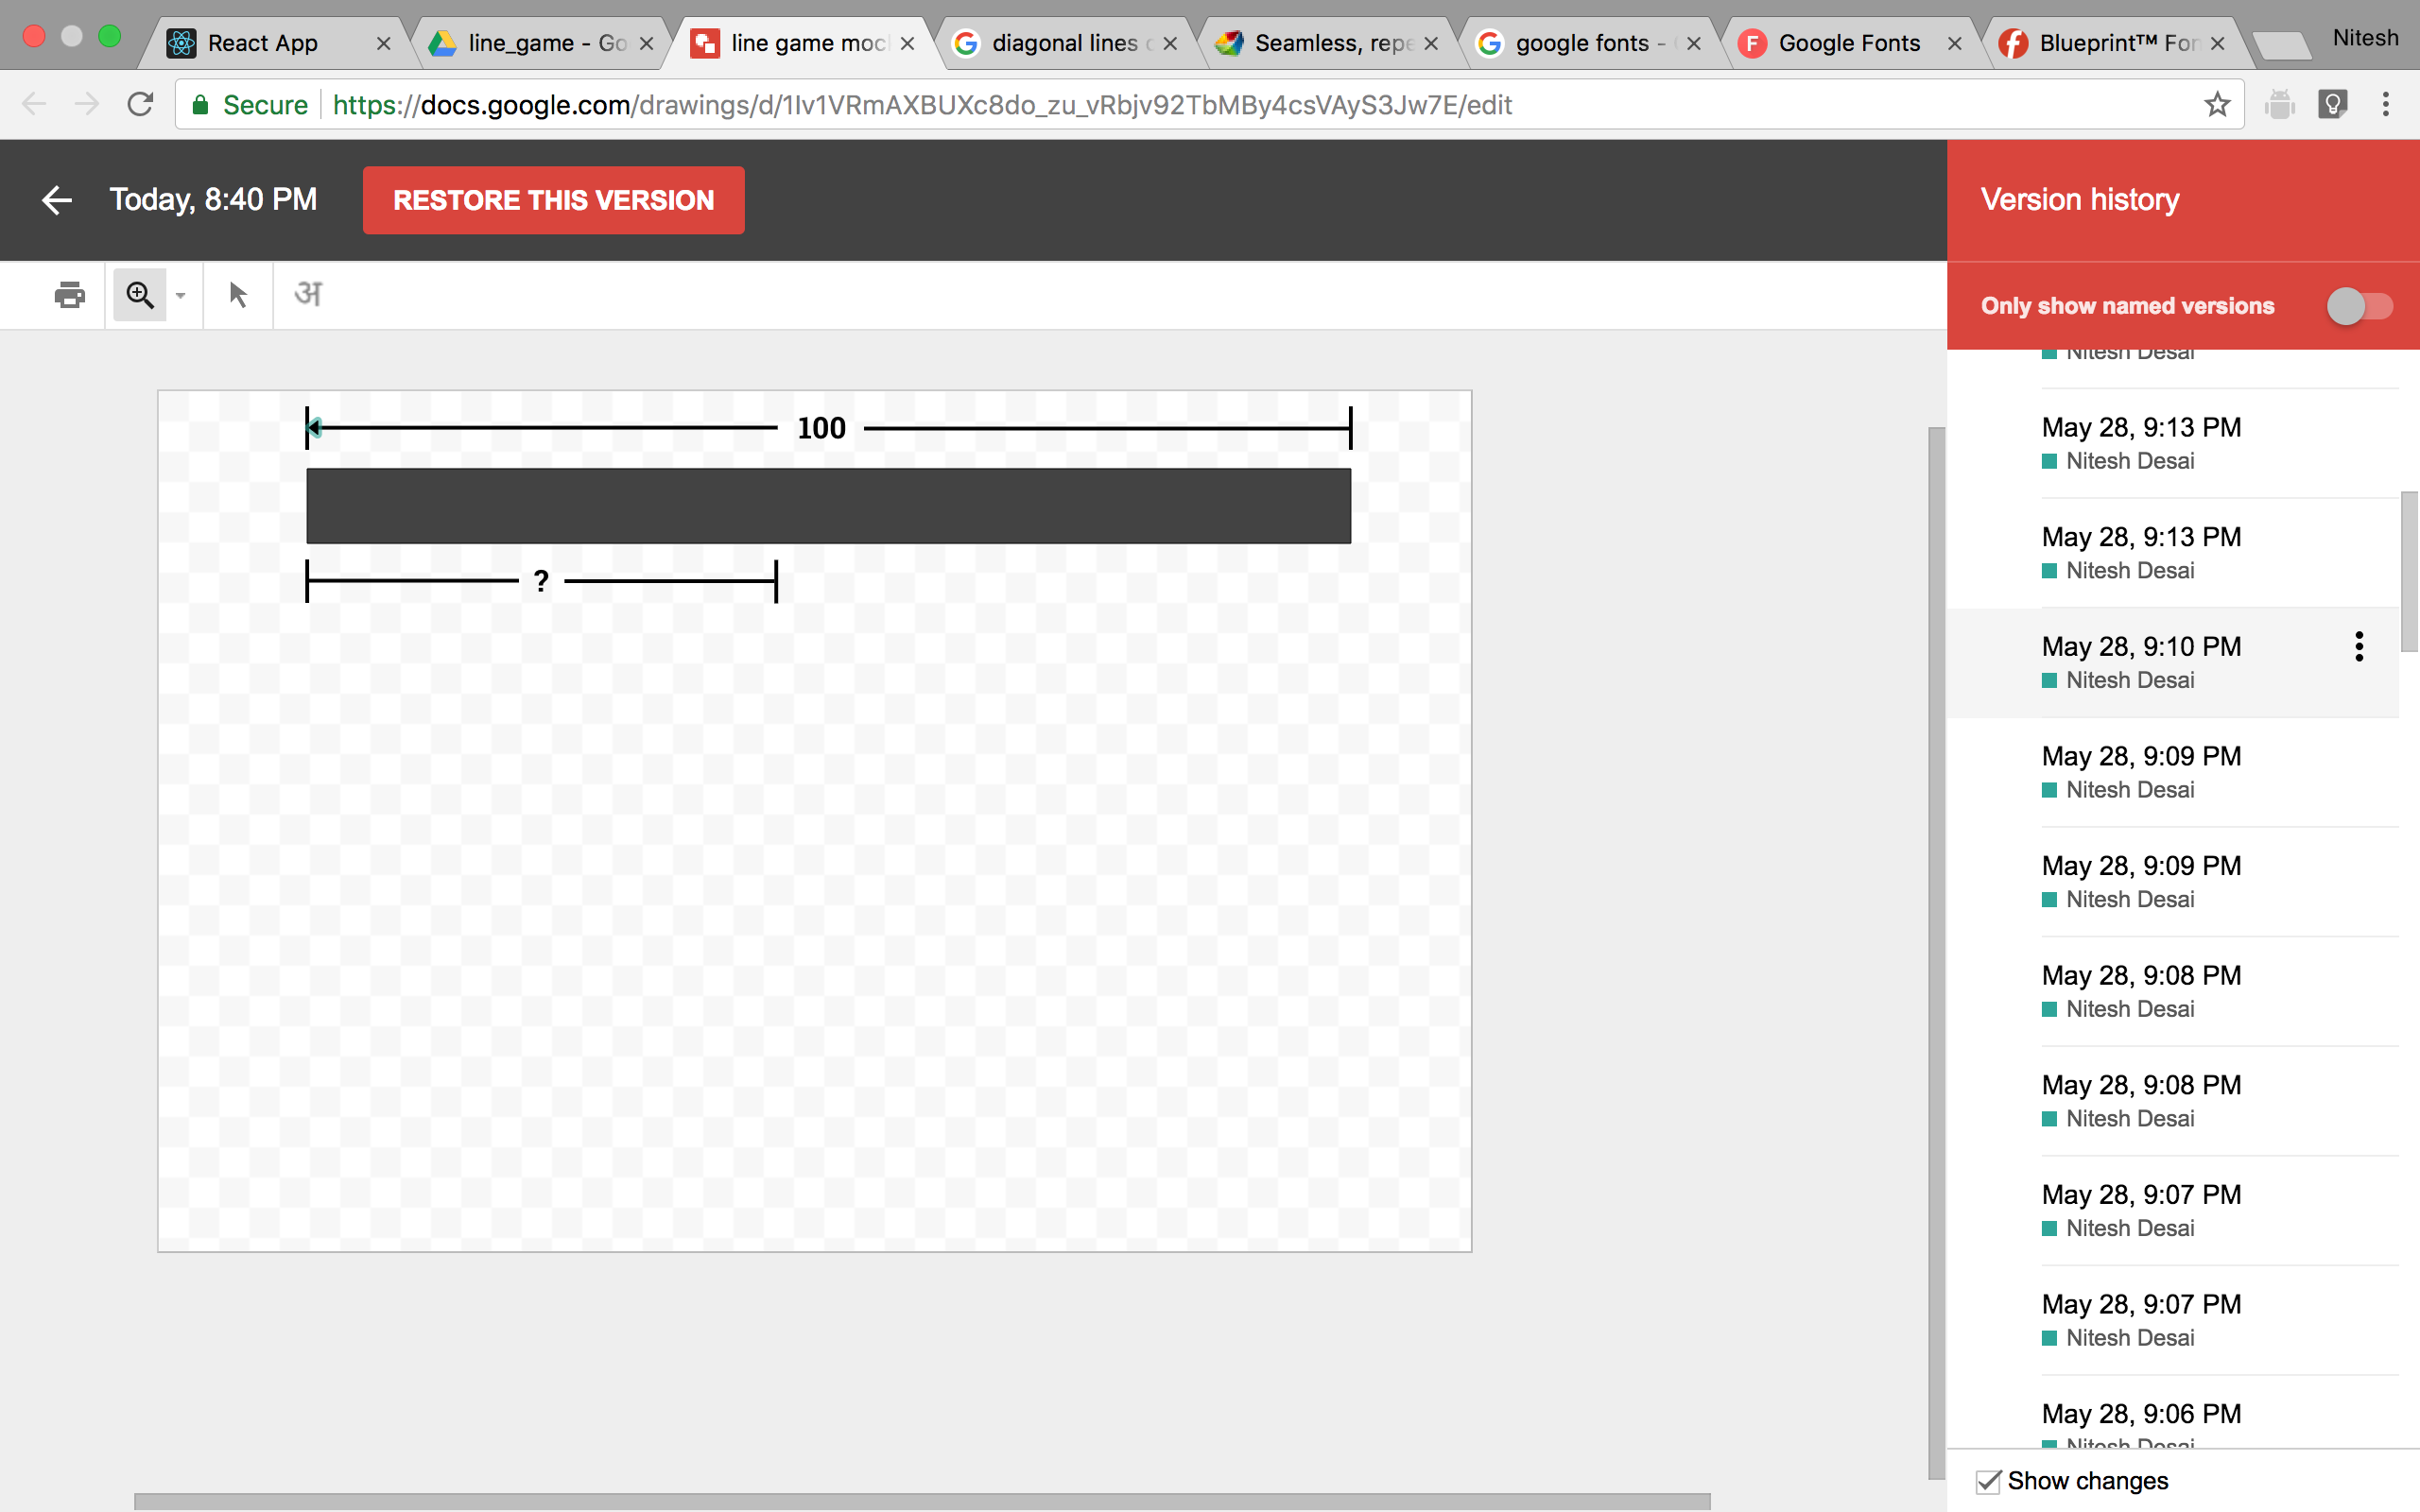 React App
line_game - Go
line game moc
diagonal lines
Seamless, repe
google fonts -
Google Fonts
Blueprint™ Fon
Nitesh
Secure https://docs.google.com/drawings/d/1Iv1VRmAXBUXc8do_zu_vRbjv92TbMBy4csVAyS3Jw7E/edit
Today, 8:40 PM
RESTORE THIS VERSION
Version history
अ
Only show named versions
100
?
Nitesh Desai
May 28, 9:13 PM
Nitesh Desai
May 28, 9:13 PM
Nitesh Desai
May 28, 9:10 PM
Nitesh Desai
May 28, 9:09 PM
Nitesh Desai
May 28, 9:09 PM
Nitesh Desai
May 28, 9:08 PM
Nitesh Desai
May 28, 9:08 PM
Nitesh Desai
May 28, 9:07 PM
Nitesh Desai
May 28, 9:07 PM
Nitesh Desai
May 28, 9:06 PM
Nitesh Desai
Show changes